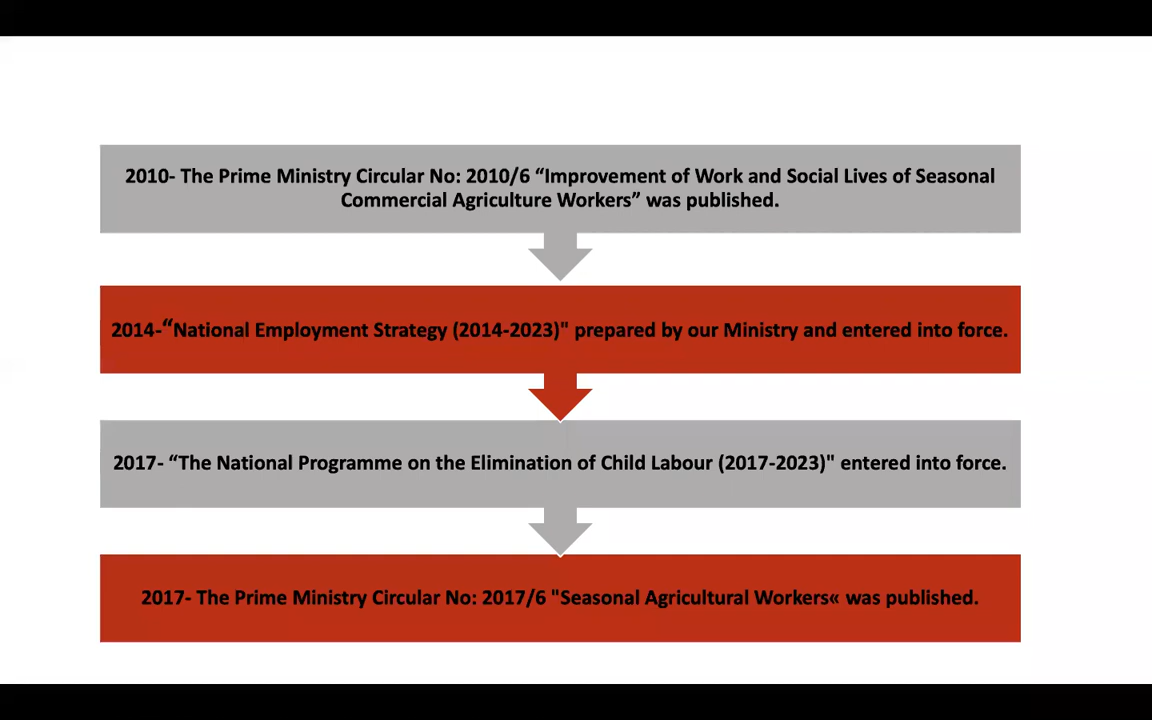 2010- The Prime Ministry Circular No: 2010/6 “Improvement of Work and Social Lives of Seasonal
Commercial Agriculture Workers” was published.
2014-“National Employment Strategy (2014-2023)" prepared by our Ministry and entered into force.
2017- “The National Programme on the Elimination of Child Labour (2017-2023)" entered into force.
2017- The Prime Ministry Circular No: 2017/6 "Seasonal Agricultural Workers« was published.